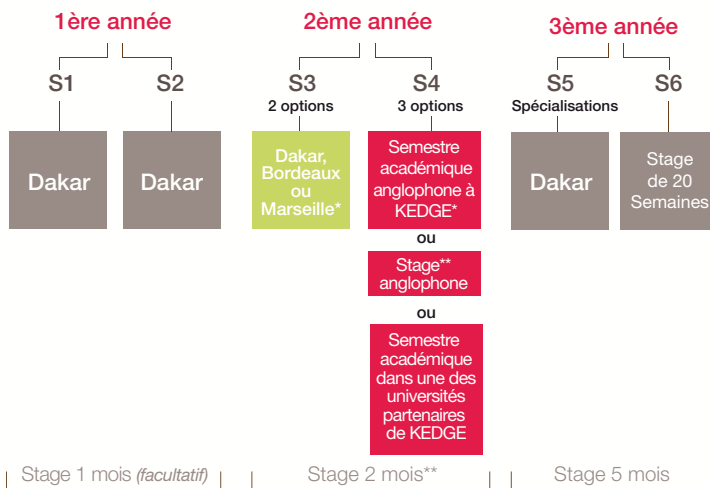 1ère année
2ème année
3ème année
S1
S2
S3
S4
S5
S6
2 options
3 options
Spécialisations
Dakar
Dakar
Dakar,
Bordeaux
ou
Marseille*
Semestre
académique
anglophone à
KEDGE*
ou
Stage**
anglophone
ou
Semestre
académique
dans une des
universités
partenaires
de KEDGE
Dakar
Stage
de 20
Semaines
Stage 1 mois (facultatif)
Stage 2 mois**
Stage 5 mois